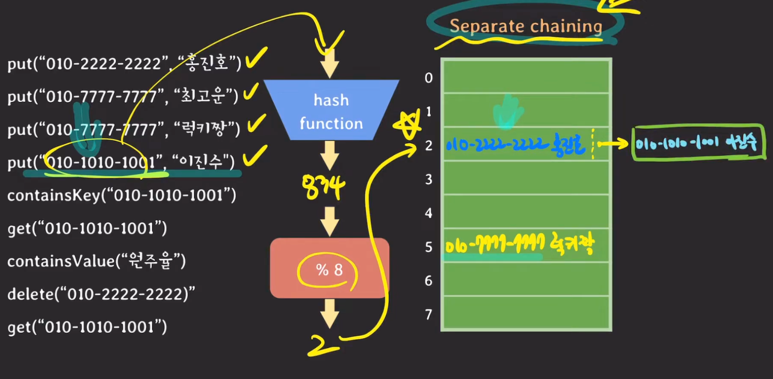 Separate chaining
put("010-2222-2222", "홍진호")
put("010-7777-7777", "최고운")
put("010-7777-7777", "럭키짱")
put("010-1010-1001", "이진수")
containsKey("010-1010-1001")
get("010-1010-1001")
containsValue("원주율")
delete("010-2222-2222)"
get("010-1010-1001")
hash
function
834
% 8
2
0
1
2
010-2222-2222 홍진호
010-1010-1001 이진수
3
4
5
010-7777-7777 럭키짱
6
7